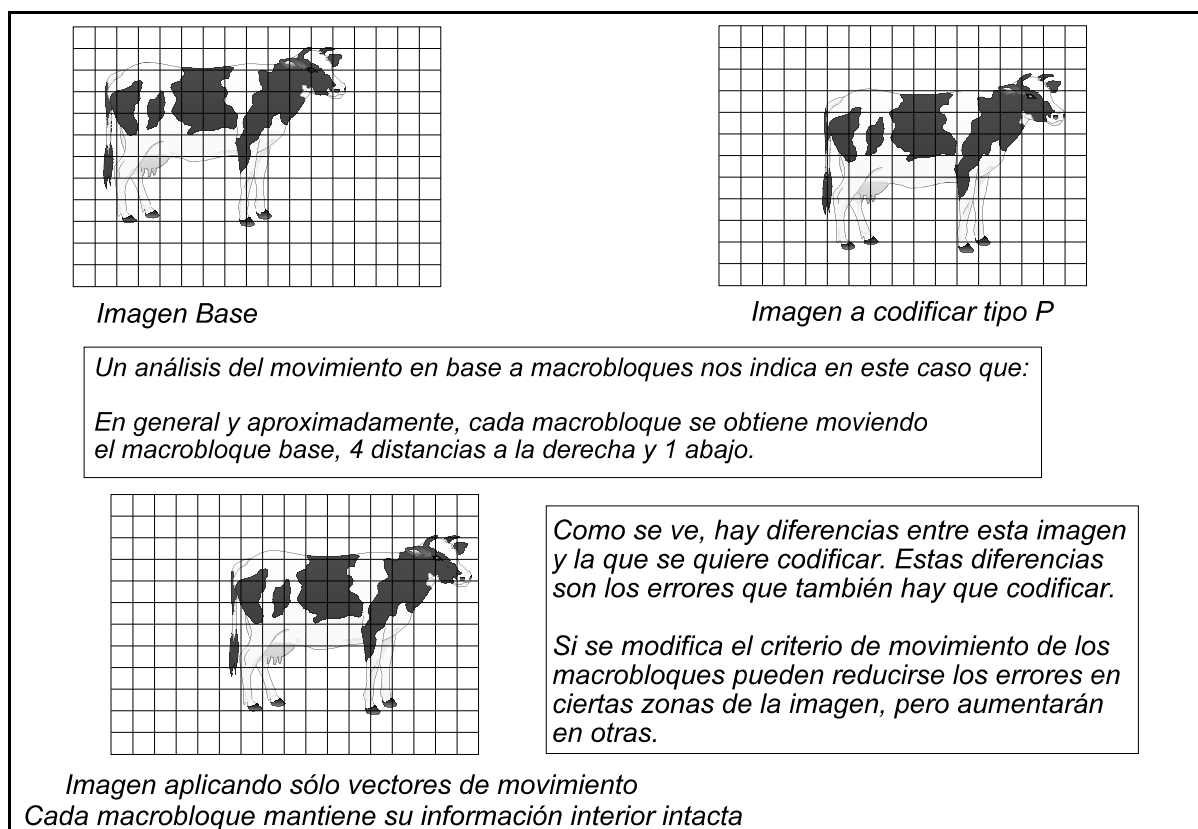 Imagen Base
Imagen a codificar tipo P
Un análisis del movimiento en base a macrobloques nos indica en este caso que:
En general y aproximadamente, cada macrobloque se obtiene moviendo
el macrobloque base, 4 distancias a la derecha y 1 abajo.
Como se ve, hay diferencias entre esta imagen
y la que se quiere codificar. Estas diferencias
son los errores que también hay que codificar.
Si se modifica el criterio de movimiento de los
macrobloques pueden reducirse los errores en
ciertas zonas de la imagen, pero aumentarán
en otras.
Imagen aplicando sólo vectores de movimiento
Cada macrobloque mantiene su información interior intacta